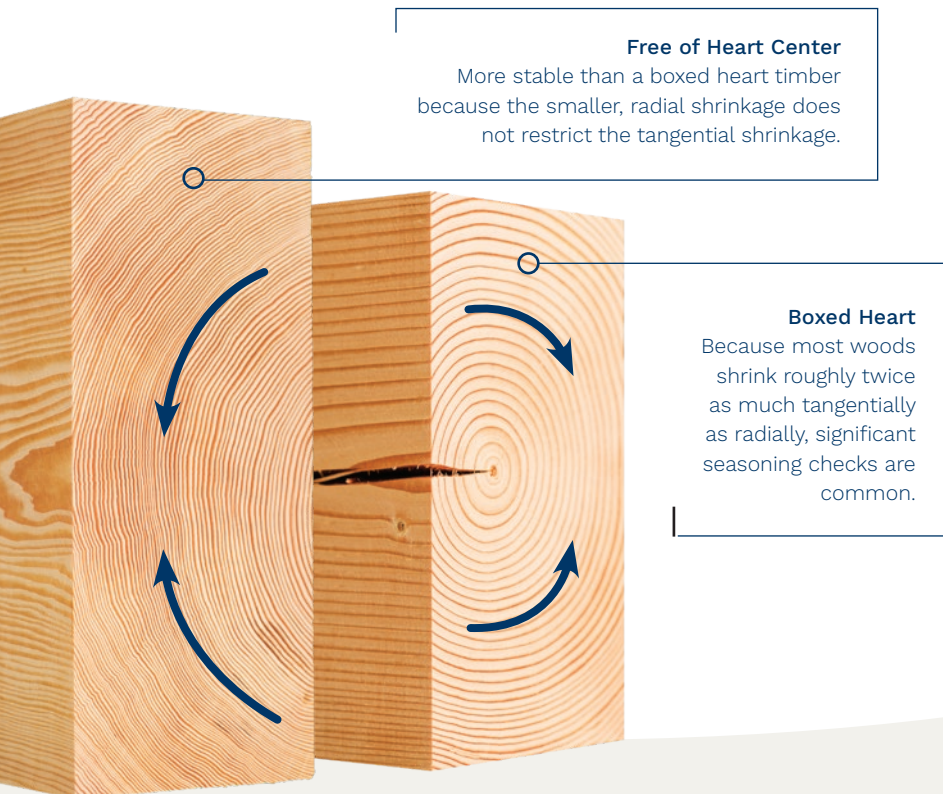 Free of Heart Center
More stable than a boxed heart timber
because the smaller, radial shrinkage does
not restrict the tangential shrinkage.
Boxed Heart
Because most woods
shrink roughly twice
as much tangentially
as radially, significant
seasoning checks are
common.